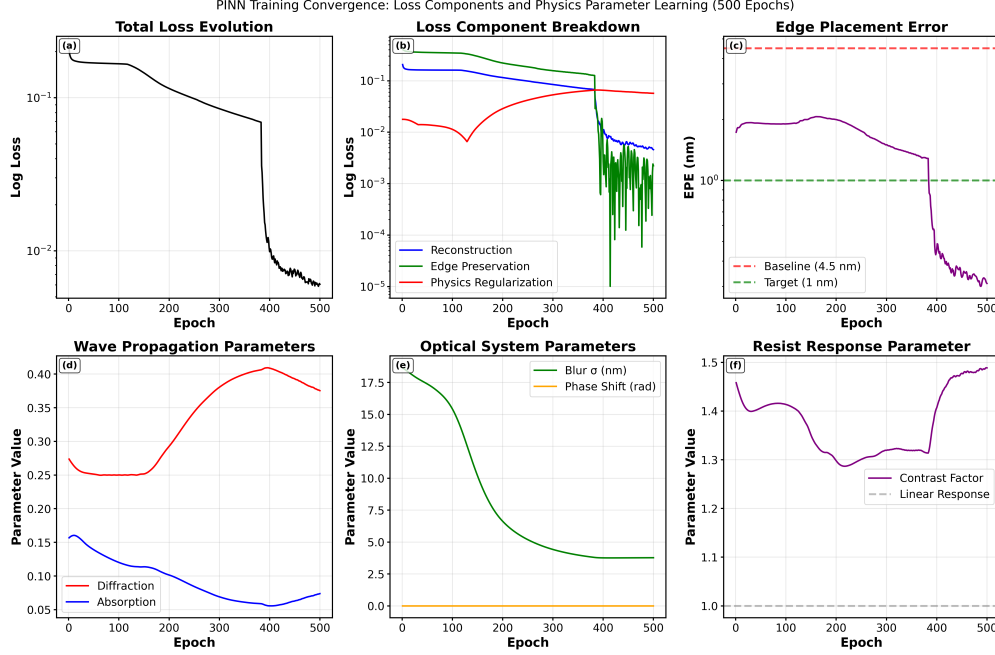 PINN Training Convergence: Loss Components and Physics Parameter Learning (500 Epochs)
Total Loss Evolution
(a)
10⁻¹
10⁻²
Log Loss
0 100 200 300 400 500
Epoch
Loss Component Breakdown
(b)
10⁻¹
10⁻²
10⁻³
10⁻⁴
10⁻⁵
Log Loss
Reconstruction
Edge Preservation
Physics Regularization
0 100 200 300 400 500
Epoch
Edge Placement Error
(c)
10⁰
EPE (nm)
Baseline (4.5 nm)
Target (1 nm)
0 100 200 300 400 500
Epoch
Wave Propagation Parameters
(d)
0.40
0.35
0.30
0.25
0.20
0.15
0.10
0.05
Parameter Value
Diffraction
Absorption
0 100 200 300 400 500
Epoch
Optical System Parameters
(e)
Blur σ (nm)
Phase Shift (rad)
17.5
15.0
12.5
10.0
7.5
5.0
2.5
0.0
Parameter Value
0 100 200 300 400 500
Epoch
Resist Response Parameter
(f)
1.5
1.4
1.3
1.2
1.1
1.0
Parameter Value
Contrast Factor
Linear Response
0 100 200 300 400 500
Epoch